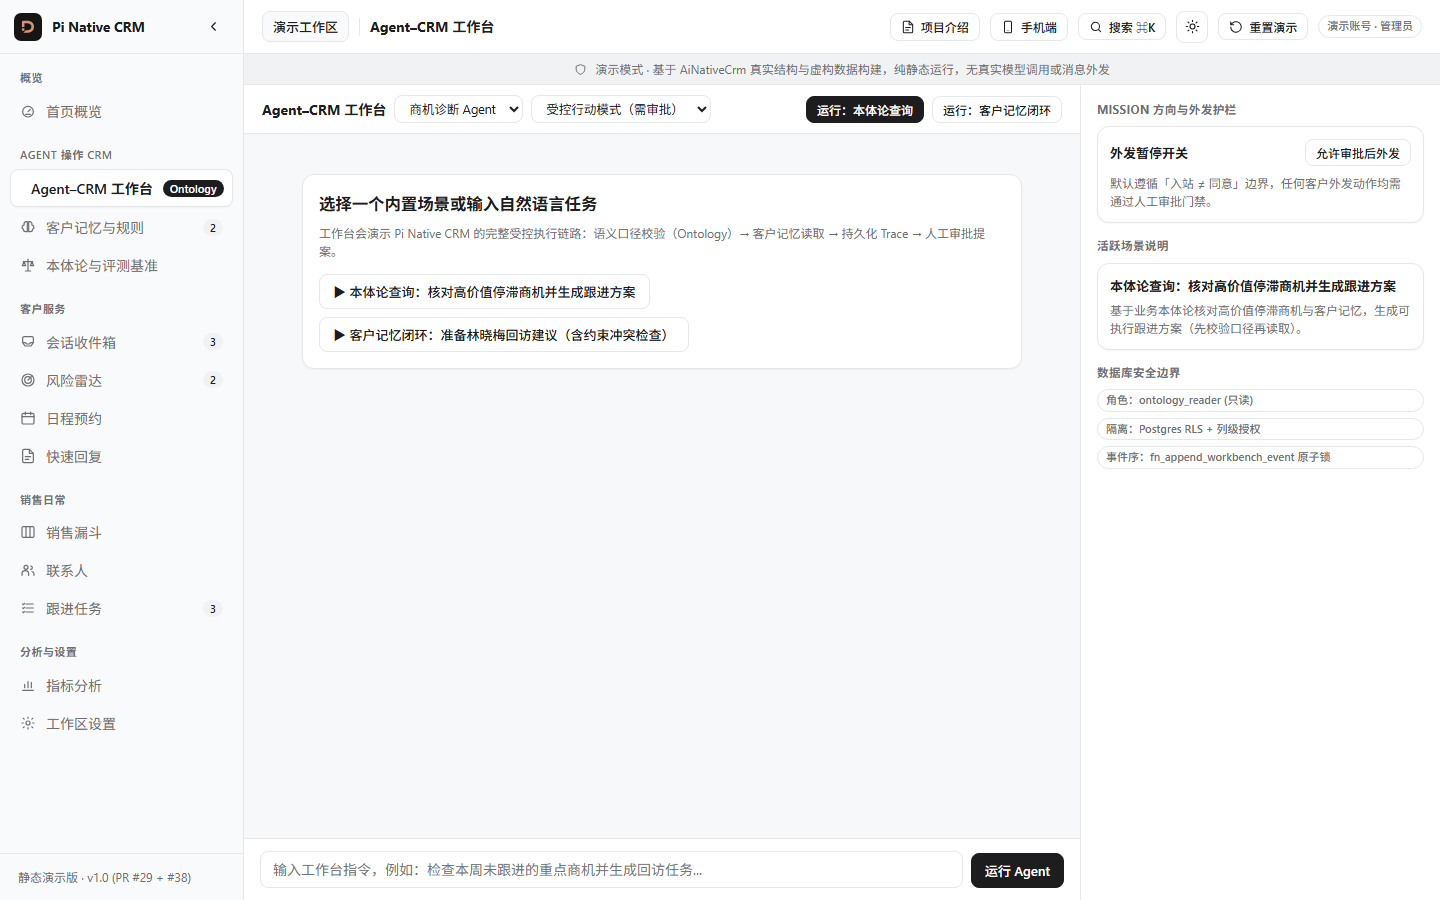 Pi Native CRM
概览
首页概览
AGENT 操作 CRM
Agent–CRM 工作台 Ontology
客户记忆与规则 2
本体论与评测基准
客户服务
会话收件箱 3
风险雷达 2
日程预约
快速回复
销售日常
销售漏斗
联系人
跟进任务 3
分析与设置
指标分析
工作区设置
静态演示版 · v1.0 (PR #29 + #38)
演示工作区 Agent–CRM 工作台
项目介绍 手机端 搜索 ⌘K 重置演示 演示账号 · 管理员
演示模式 · 基于 AiNativeCrm 真实结构与虚构数据构建，纯静态运行，无真实模型调用或消息外发
Agent–CRM 工作台 商机诊断 Agent 受控行动模式（需审批） 运行：本体论查询 运行：客户记忆闭环
选择一个内置场景或输入自然语言任务
工作台会演示 Pi Native CRM 的完整受控执行链路：语义口径校验（Ontology）→ 客户记忆读取 → 持久化 Trace → 人工审批提
案。
▶ 本体论查询：核对高价值停滞商机并生成跟进方案
▶ 客户记忆闭环：准备林晓梅回访建议（含约束冲突检查）
输入工作台指令，例如：检查本周未跟进的重点商机并生成回访任务... 运行 Agent
MISSION 方向与外发护栏
外发暂停开关 允许审批后外发
默认遵循「入站 ≠ 同意」边界，任何客户外发动作均需
通过人工审批门禁。
活跃场景说明
本体论查询：核对高价值停滞商机并生成跟进方案
基于业务本体论核对高价值停滞商机与客户记忆，生成可
执行跟进方案（先校验口径再读取）。
数据库安全边界
角色：ontology_reader (只读)
隔离：Postgres RLS + 列级授权
事件序：fn_append_workbench_event 原子锁